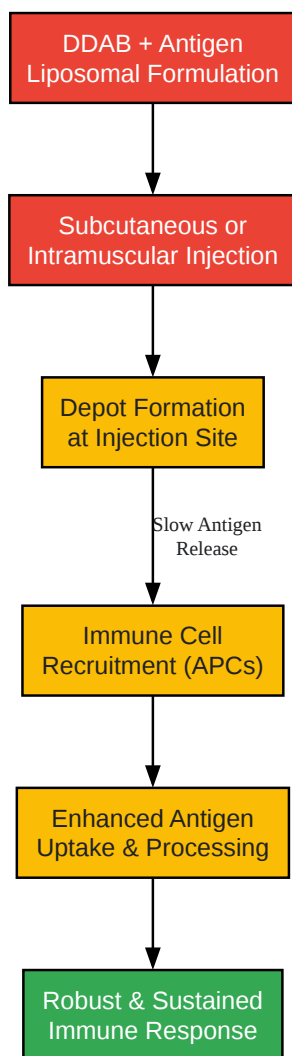 DDAB + Antigen
Liposomal Formulation
Subcutaneous or
Intramuscular Injection
Depot Formation
at Injection Site
Slow Antigen
Release
Immune Cell
Recruitment (APCs)
Enhanced Antigen
Uptake & Processing
Robust & Sustained
Immune Response